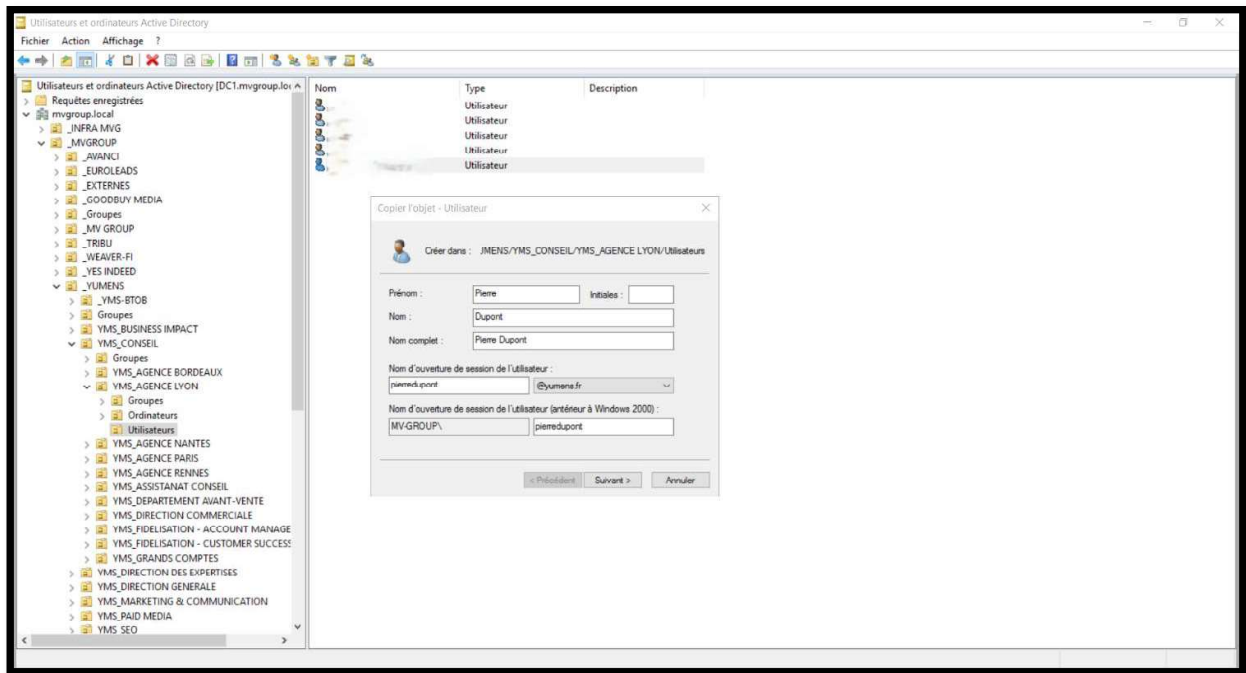 Utilisateurs et ordinateurs Active Directory
Fichier Action Affichage ?
Utilisateurs et ordinateurs Active Directory [DC1.mvgroup.loc
Requêtes enregistrées
mvgroup.local
_INFRA MVG
_MVGROUP
_AVANCI
_EUROLEADS
_EXTERNES
_GOODBUY MEDIA
_Groupes
_MV GROUP
_TRIBU
_WEAVER-FI
_YES INDEED
_YUMENS
_YMS-BTOB
Groupes
YMS_BUSINESS IMPACT
YMS_CONSEIL
Groupes
YMS_AGENCE BORDEAUX
YMS_AGENCE LYON
Groupes
Ordinateurs
Utilisateurs
YMS_AGENCE NANTES
YMS_AGENCE PARIS
YMS_AGENCE RENNES
YMS_ASSISTANAT CONSEIL
YMS_DEPARTEMENT AVANT-VENTE
YMS_DIRECTION COMMERCIALE
YMS_FIDELISATION - ACCOUNT MANAGE
YMS_FIDELISATION - CUSTOMER SUCCESS
YMS_GRANDS COMPTES
YMS_DIRECTION DES EXPERTISES
YMS_DIRECTION GENERALE
YMS_MARKETING & COMMUNICATION
YMS_PAID MEDIA
YMS_SEO
Nom Type Description
Utilisateur
Utilisateur
Utilisateur
Utilisateur
Utilisateur
Copier l'objet - Utilisateur
Créer dans : JMENS/YMS_CONSEIL/YMS_AGENCE LYON/Utilisateurs
Prénom : Pierre Initiales :
Nom : Dupont
Nom complet : Pierre Dupont
Nom d'ouverture de session de l'utilisateur :
pierredupont @yumens.fr
Nom d'ouverture de session de l'utilisateur (antérieur à Windows 2000) :
MV-GROUP\ pierredupont
< Précédent Suivant > Annuler